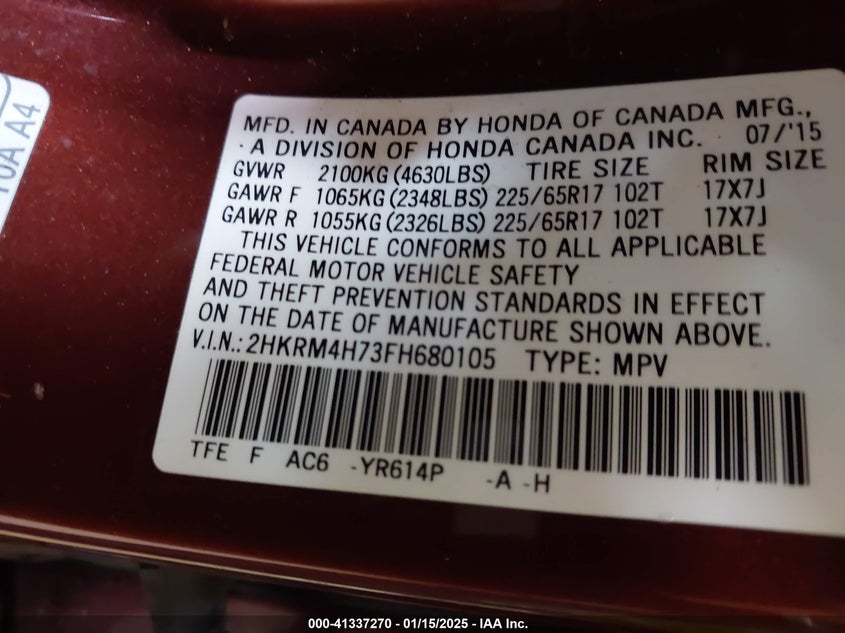 10A A4
MFD. IN CANADA BY HONDA OF CANADA MFG.,
A DIVISION OF HONDA CANADA INC. 07/'15
GVWR 2100KG (4630LBS) TIRE SIZE RIM SIZE
GAWR F 1065KG (2348LBS) 225/65R17 102T 17X7J
GAWR R 1055KG (2326LBS) 225/65R17 102T 17X7J
THIS VEHICLE CONFORMS TO ALL APPLICABLE
FEDERAL MOTOR VEHICLE SAFETY
AND THEFT PREVENTION STANDARDS IN EFFECT
ON THE DATE OF MANUFACTURE SHOWN ABOVE.
V.I.N.: 2HKRM4H73FH680105 TYPE: MPV
TFE F AC6 -YR614P -A -H
000-41337270 - 01/15/2025 - IAA Inc.